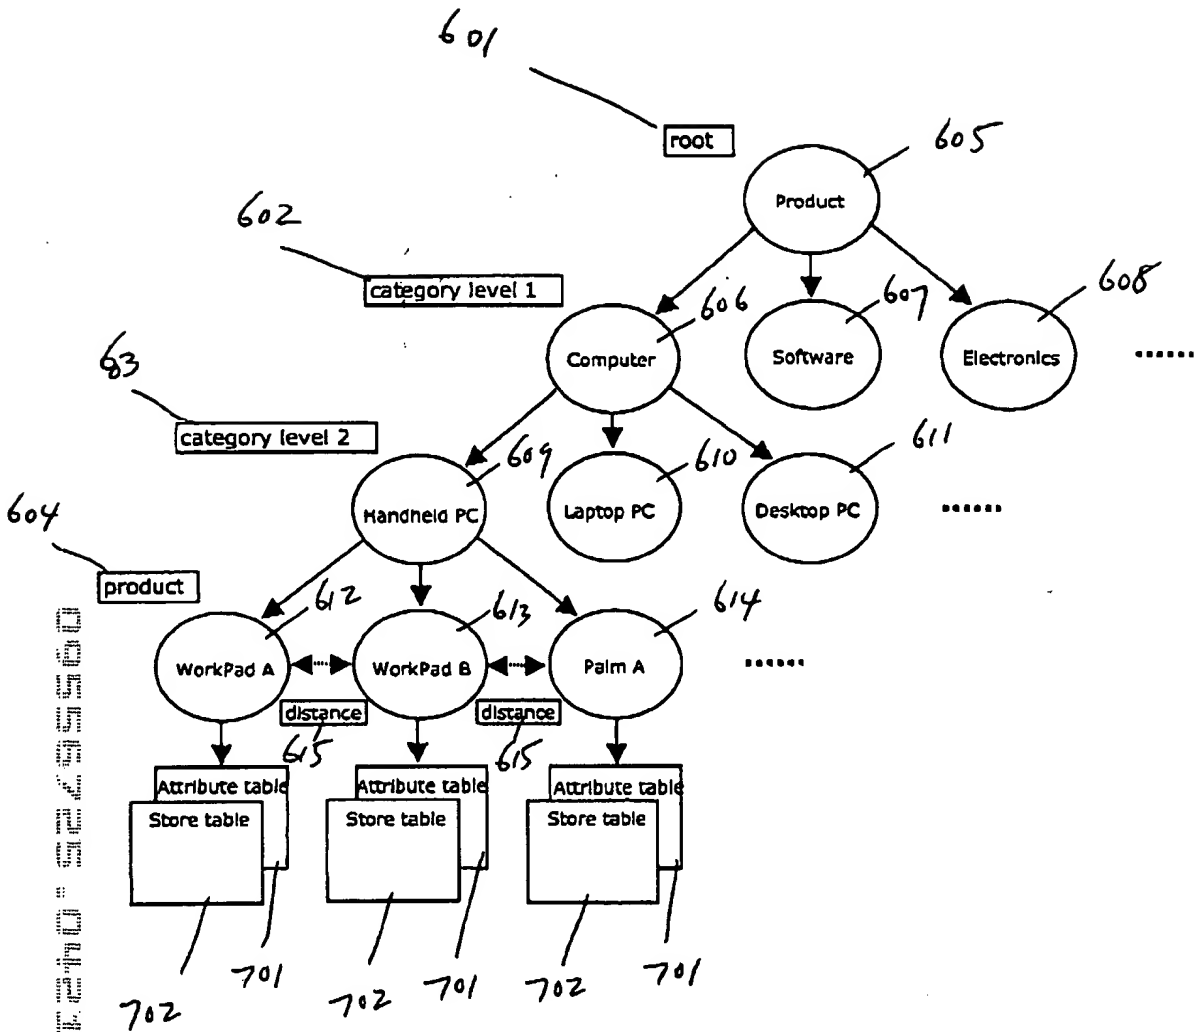 601
root
605
Product
602
category level 1
606
607
608
Computer
Software
Electronics
......
63
category level 2
609
610
611
Handheld PC
Laptop PC
Desktop PC
......
604
product
612
613
614
WorkPad A
WorkPad B
Palm A
......
distance
distance
615
615
Attribute table
Attribute table
Attribute table
Store table
Store table
Store table
702
701
702
701
702
701